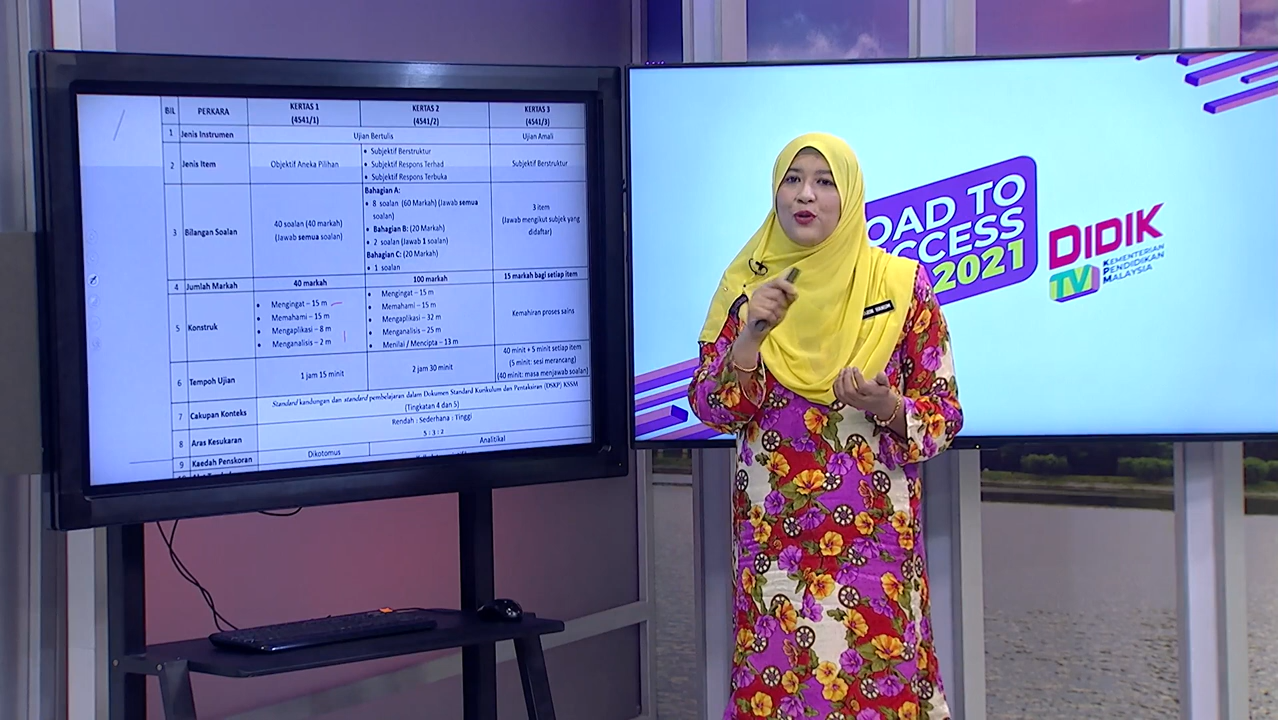 BIL PERKARA KERTAS 1 (4541/1) KERTAS 2 (4541/2) KERTAS 3 (4541/3)
1 Jenis Instrumen Ujian Bertulis Ujian Amali
2 Jenis Item Objektif Aneka Pilihan
• Subjektif Berstruktur
• Subjektif Respons Terhad
• Subjektif Respons Terbuka
Subjektif Berstruktur
3 Bilangan Soalan
40 soalan (40 markah)
(Jawab semua soalan)
Bahagian A:
• 8 soalan (60 Markah) (Jawab semua
soalan)
• Bahagian B: (20 Markah)
• 2 soalan (Jawab 1 soalan)
Bahagian C: (20 Markah)
• 1 soalan
3 item
(Jawab mengikut subjek yang
didaftar)
4 Jumlah Markah 40 markah 100 markah 15 markah bagi setiap item
5 Konstruk
• Mengingat – 15 m
• Memahami – 15 m
• Mengaplikasi – 8 m
• Menganalisis – 2 m
• Mengingat – 15 m
• Memahami – 15 m
• Mengaplikasi – 32 m
• Menganalisis – 25 m
• Menilai / Mencipta – 13 m
Kemahiran proses sains
6 Tempoh Ujian 1 jam 15 minit 2 jam 30 minit
40 minit + 5 minit setiap item
(5 minit: sesi merancang)
(40 minit: masa menjawab soalan)
7 Cakupan Konteks
Standard kandungan dan standard pembelajaran dalam Dokumen Standard Kurikulum dan Pentaksiran (DSKP) KSSM
(Tingkatan 4 dan 5)
8 Aras Kesukaran
Rendah : Sederhana : Tinggi
5 : 3 : 2
9 Kaedah Penskoran Dikotomus Analitikal
OAD TO
CCESS
2021
DIDIK
TV
KEMENTERIAN
PENDIDIKAN
MALAYSIA